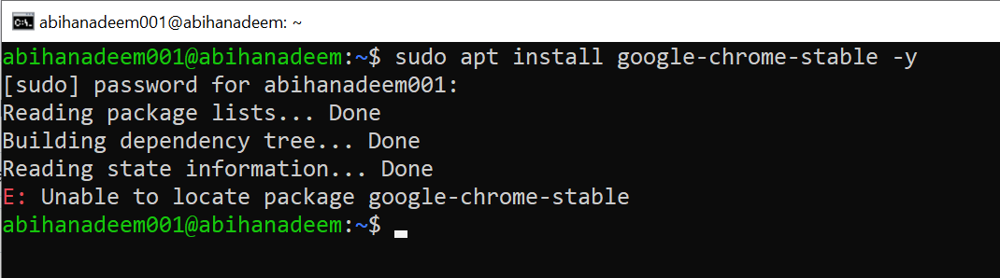 abihanadeem001@abihanadeem: ~
abihanadeem001@abihanadeem:~$ sudo apt install google-chrome-stable -y
[sudo] password for abihanadeem001:
Reading package lists... Done
Building dependency tree... Done
Reading state information... Done
E: Unable to locate package google-chrome-stable
abihanadeem001@abihanadeem:~$